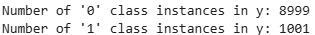 Number of '0' class instances in y: 8999
Number of '1' class instances in y: 1001